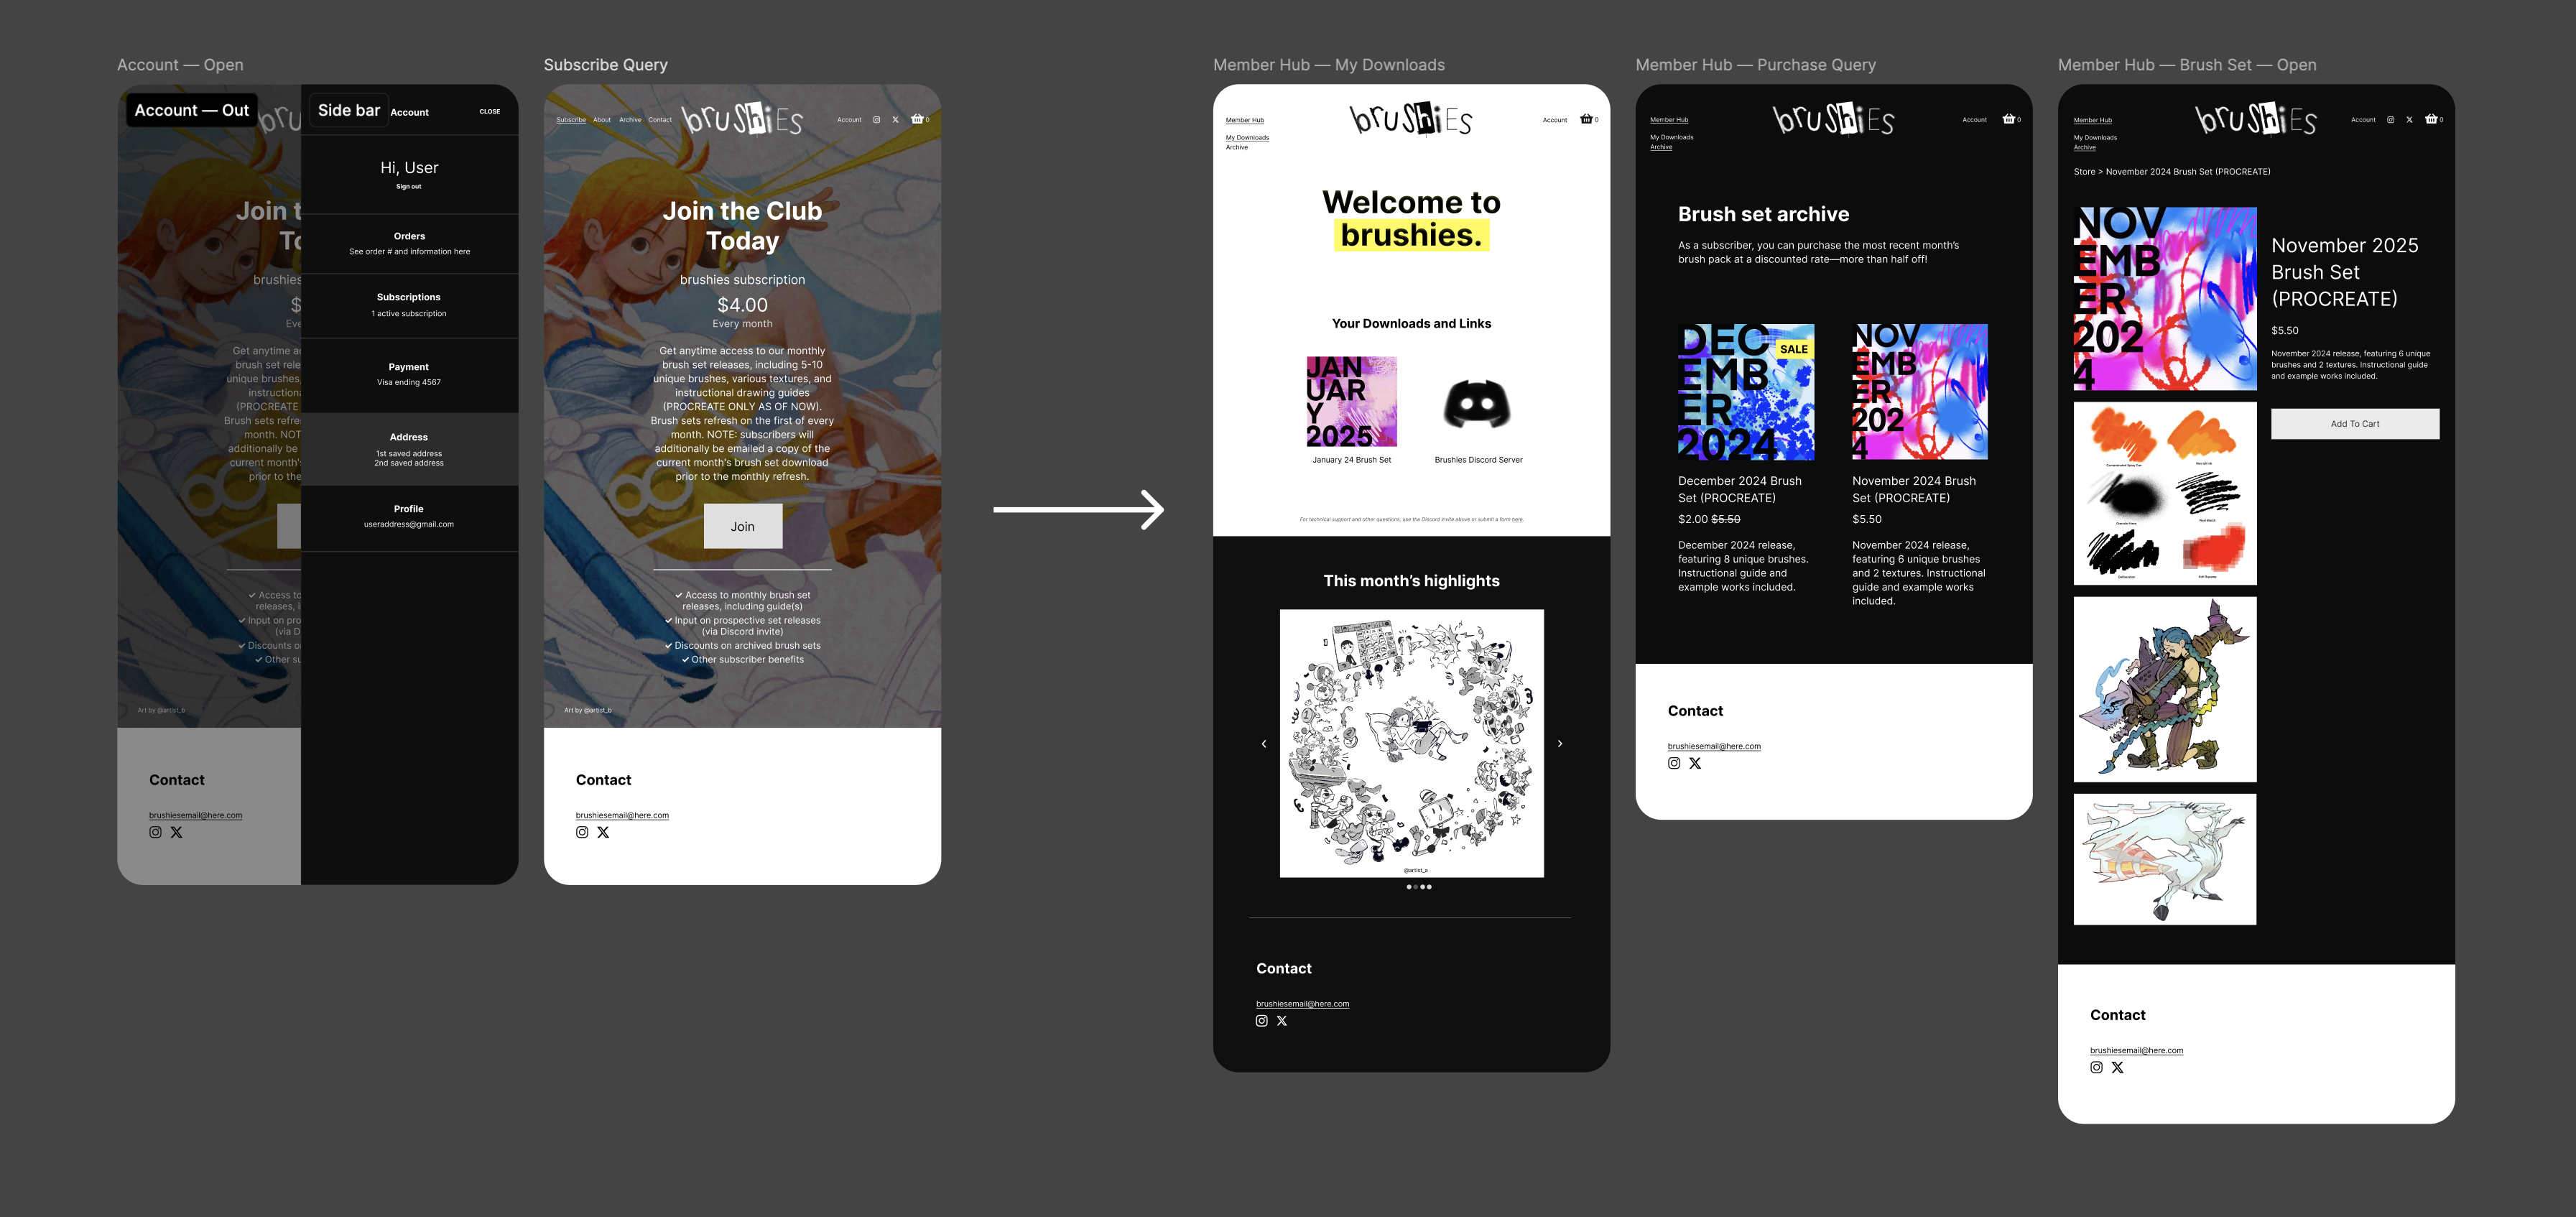 Account — Open
Account — Out
Side bar
Account
CLOSE
Hi, User
Sign out
Orders
See order # and information here
Subscriptions
1 active subscription
Payment
Visa ending 4567
Address
1st saved address
2nd saved address
Profile
useraddress@gmail.com
Join t
To
brushies
$
Eve
Get anytime a
brush set rele
unique brushes,
instructiona
(PROCREATE
Brush sets refre
month. NOT
additionally be
current month's
prior to the
✓ Access to
releases, i
✓ Input on pro
(via D
✓ Discounts o
✓ Other su
Art by @artist_b
Contact
brushiesemail@here.com
Subscribe Query
Subscribe About Archive Contact
brushies
Account
0
Join the Club
Today
brushies subscription
$4.00
Every month
Get anytime access to our monthly
brush set releases, including 5-10
unique brushes, various textures, and
instructional drawing guides
(PROCREATE ONLY AS OF NOW).
Brush sets refresh on the first of every
month. NOTE: subscribers will
additionally be emailed a copy of the
current month's brush set download
prior to the monthly refresh.
Join
✓ Access to monthly brush set
releases, including guide(s)
✓ Input on prospective set releases
(via Discord invite)
✓ Discounts on archived brush sets
✓ Other subscriber benefits
Art by @artist_b
Contact
brushiesemail@here.com
Member Hub — My Downloads
Member Hub
My Downloads
Archive
brushies
Account
0
Welcome to
brushies.
Your Downloads and Links
JAN
UAR
Y
2025
January 24 Brush Set
Brushies Discord Server
For technical support and other questions, use the Discord invite above or submit a form here.
This month's highlights
@artist_a
Contact
brushiesemail@here.com
Member Hub — Purchase Query
Member Hub
My Downloads
Archive
brushies
Account
0
Brush set archive
As a subscriber, you can purchase the most recent month's
brush pack at a discounted rate—more than half off!
DEC
EMB
ER
2024
SALE
December 2024 Brush
Set (PROCREATE)
$2.00 $5.50
December 2024 release,
featuring 8 unique brushes.
Instructional guide and
example works included.
NOV
EMB
ER
202
4
November 2024 Brush
Set (PROCREATE)
$5.50
November 2024 release,
featuring 6 unique brushes
and 2 textures. Instructional
guide and example works
included.
Contact
brushiesemail@here.com
Member Hub — Brush Set — Open
Member Hub
My Downloads
Archive
brushies
Account
0
Store > November 2024 Brush Set (PROCREATE)
NOV
EMB
ER
202
4
November 2025
Brush Set
(PROCREATE)
$5.50
November 2024 release, featuring 6 unique
brushes and 2 textures. Instructional guide
and example works included.
Add To Cart
Contact
brushiesemail@here.com